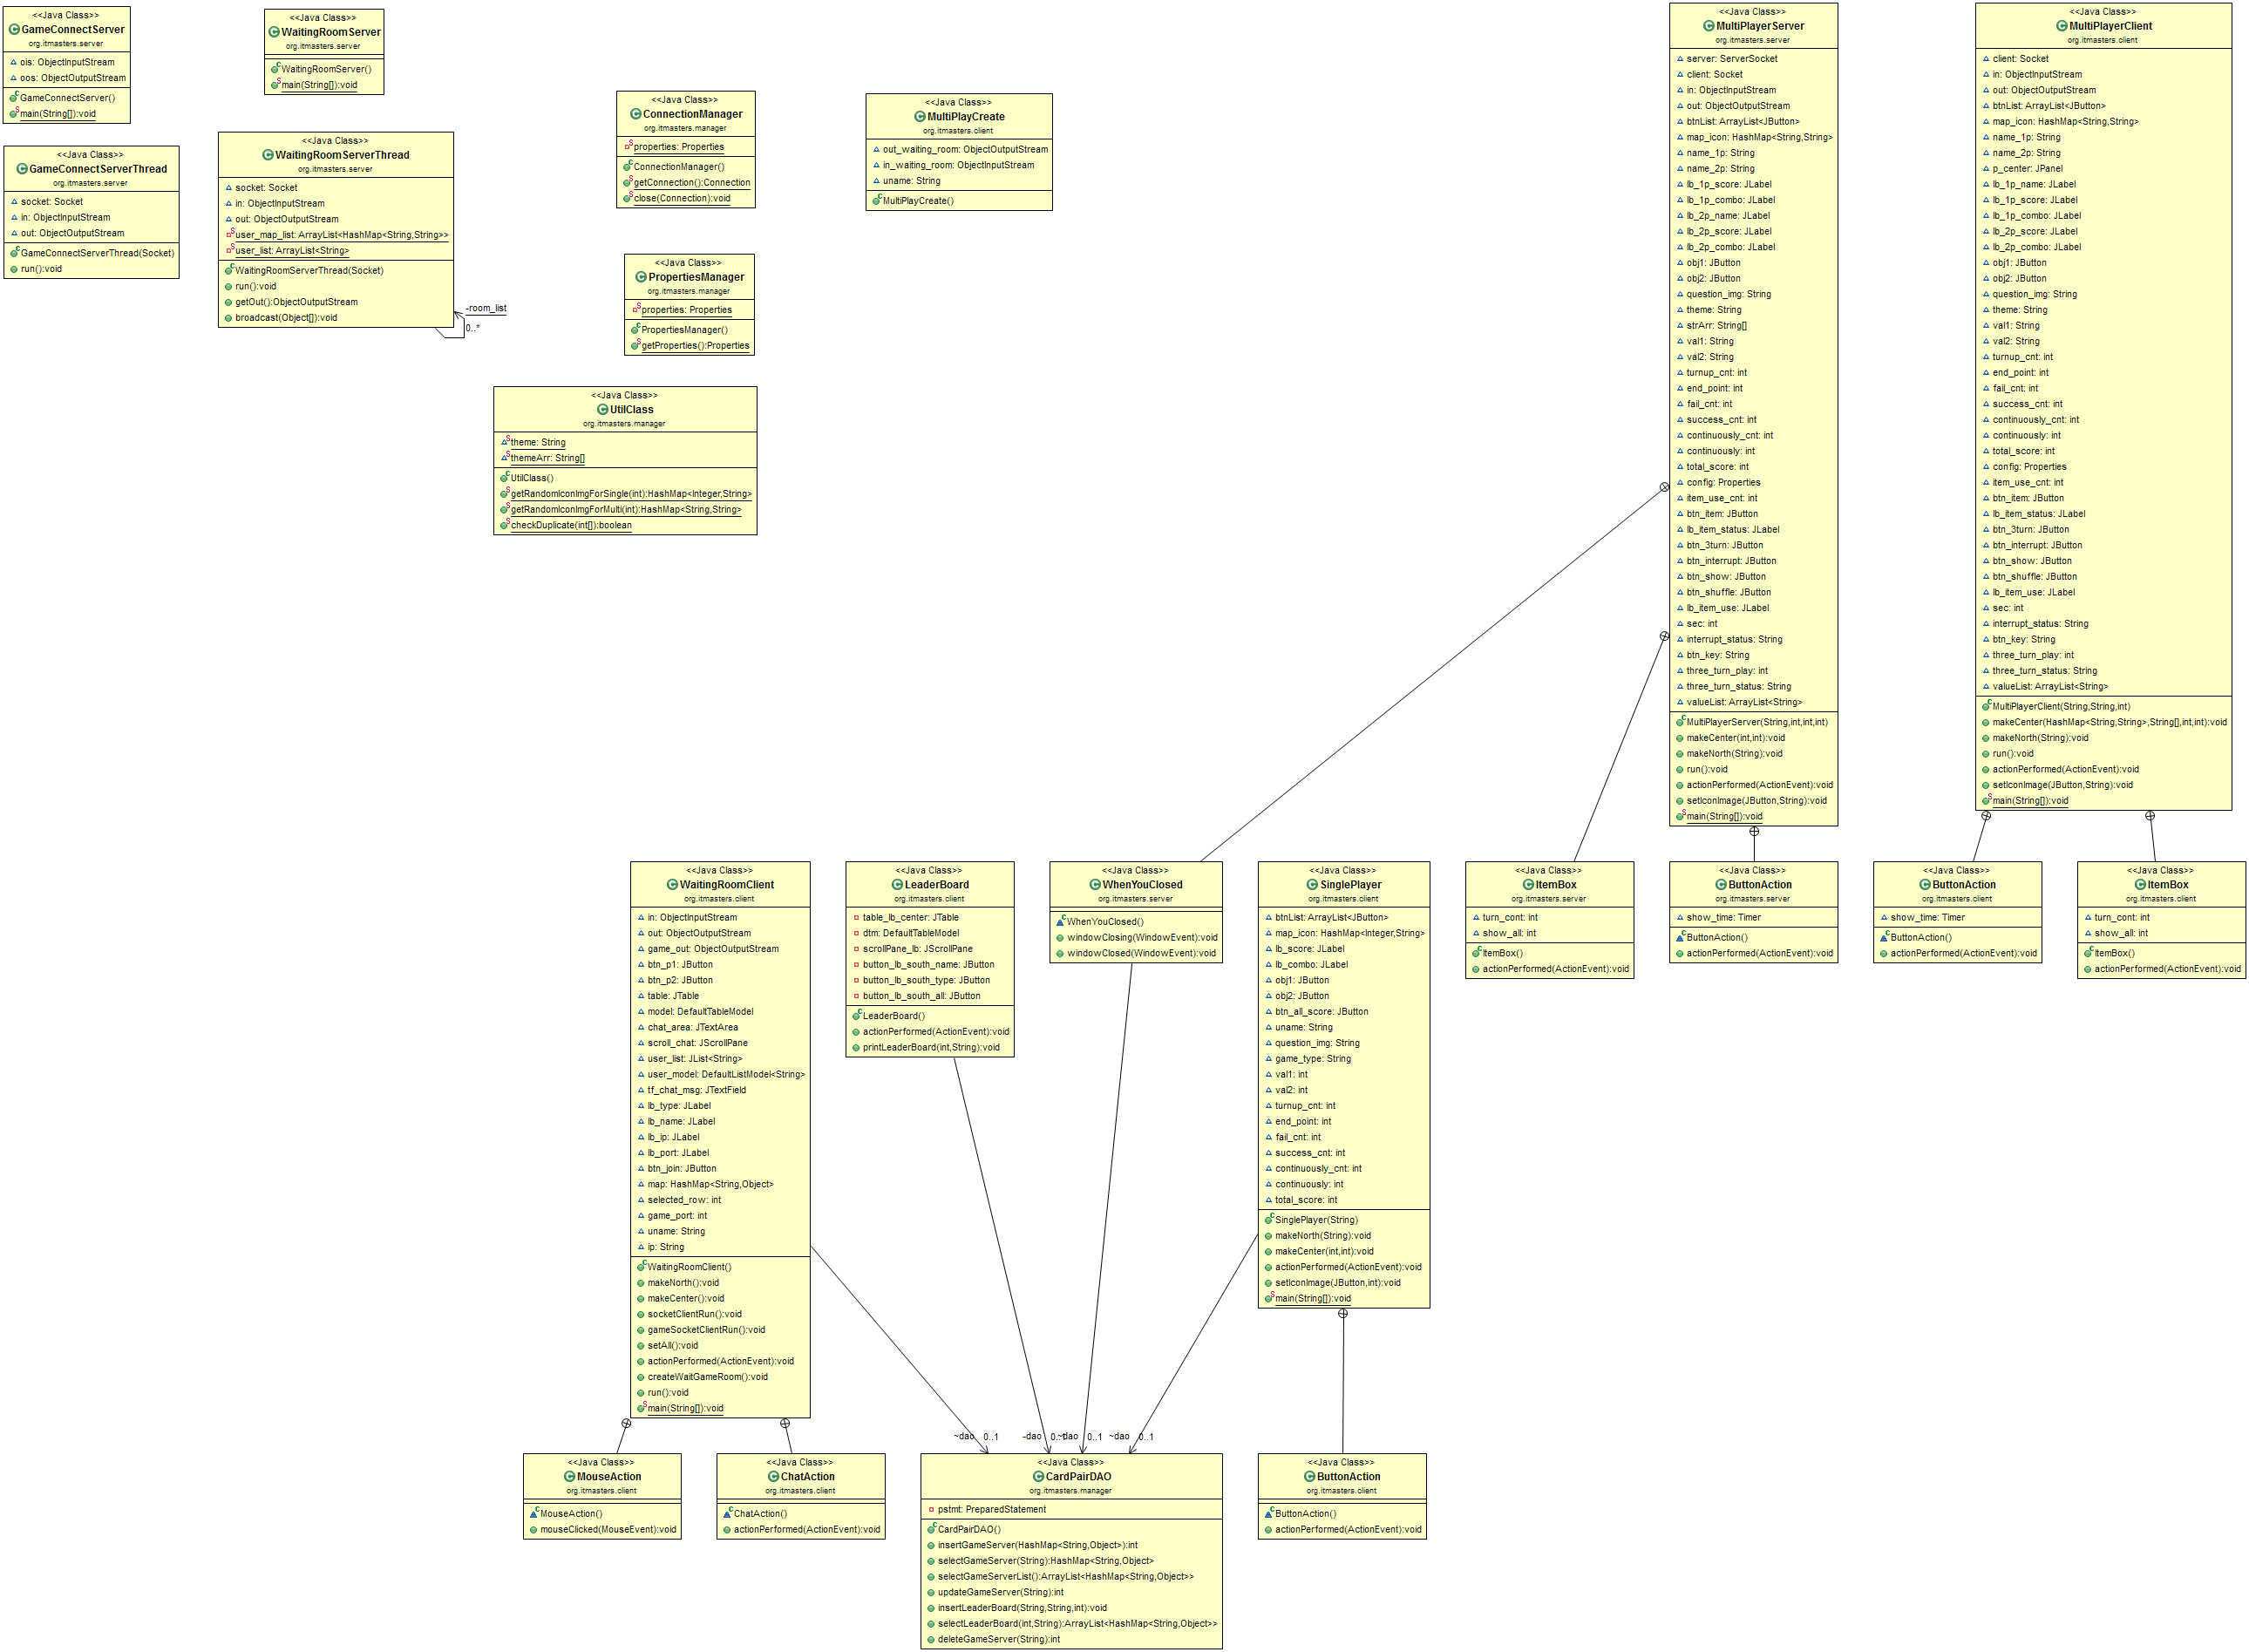 <<Java Class>>
GameConnectServer
org.itmasters.server
ois: ObjectInputStream
oos: ObjectOutputStream
GameConnectServer()
main(String[]):void
<<Java Class>>
WaitingRoomServer
org.itmasters.server
WaitingRoomServer()
main(String[]):void
<<Java Class>>
GameConnectServerThread
org.itmasters.server
socket: Socket
in: ObjectInputStream
out: ObjectOutputStream
GameConnectServerThread(Socket)
run():void
<<Java Class>>
WaitingRoomServerThread
org.itmasters.server
socket: Socket
in: ObjectInputStream
out: ObjectOutputStream
user_map_list: ArrayList<HashMap<String,String>>
user_list: ArrayList<String>
WaitingRoomServerThread(Socket)
run():void
getOut():ObjectOutputStream
broadcast(Object[]):void
-room_list
0..*
<<Java Class>>
ConnectionManager
org.itmasters.manager
properties: Properties
ConnectionManager()
getConnection():Connection
close(Connection):void
<<Java Class>>
MultiPlayCreate
org.itmasters.client
out_waiting_room: ObjectOutputStream
in_waiting_room: ObjectInputStream
uname: String
MultiPlayCreate()
<<Java Class>>
PropertiesManager
org.itmasters.manager
properties: Properties
PropertiesManager()
getProperties():Properties
<<Java Class>>
UtilClass
org.itmasters.manager
theme: String
themeArr: String[]
UtilClass()
getRandomIconImgForSingle(int):HashMap<Integer,String>
getRandomIconImgForMulti(int):HashMap<String,String>
checkDuplicate(int[]):boolean
<<Java Class>>
MultiPlayerServer
org.itmasters.server
server: ServerSocket
client: Socket
in: ObjectInputStream
out: ObjectOutputStream
btnList: ArrayList<JButton>
map_icon: HashMap<String,String>
name_1p: String
name_2p: String
lb_1p_score: JLabel
lb_1p_combo: JLabel
lb_2p_name: JLabel
lb_2p_score: JLabel
lb_2p_combo: JLabel
obj1: JButton
obj2: JButton
question_img: String
theme: String
strArr: String[]
val1: String
val2: String
turnup_cnt: int
end_point: int
fail_cnt: int
success_cnt: int
continuously_cnt: int
continuously: int
total_score: int
config: Properties
item_use_cnt: int
btn_item: JButton
lb_item_status: JLabel
btn_3turn: JButton
btn_interrupt: JButton
btn_show: JButton
btn_shuffle: JButton
lb_item_use: JLabel
sec: int
interrupt_status: String
btn_key: String
three_turn_play: int
three_turn_status: String
valueList: ArrayList<String>
MultiPlayerServer(String,int,int,int)
makeCenter(int,int):void
makeNorth(String):void
run():void
actionPerformed(ActionEvent):void
setIconImage(JButton,String):void
main(String[]):void
<<Java Class>>
MultiPlayerClient
org.itmasters.client
client: Socket
in: ObjectInputStream
out: ObjectOutputStream
btnList: ArrayList<JButton>
map_icon: HashMap<String,String>
name_1p: String
name_2p: String
p_center: JPanel
lb_1p_name: JLabel
lb_1p_score: JLabel
lb_1p_combo: JLabel
lb_2p_score: JLabel
lb_2p_combo: JLabel
obj1: JButton
obj2: JButton
question_img: String
theme: String
val1: String
val2: String
turnup_cnt: int
end_point: int
fail_cnt: int
success_cnt: int
continuously_cnt: int
continuously: int
total_score: int
config: Properties
item_use_cnt: int
btn_item: JButton
lb_item_status: JLabel
btn_3turn: JButton
btn_interrupt: JButton
btn_show: JButton
btn_shuffle: JButton
lb_item_use: JLabel
sec: int
interrupt_status: String
btn_key: String
three_turn_play: int
three_turn_status: String
valueList: ArrayList<String>
MultiPlayerClient(String,String,int)
makeCenter(HashMap<String,String>,String[],int,int):void
makeNorth(String):void
run():void
actionPerformed(ActionEvent):void
setIconImage(JButton,String):void
main(String[]):void
<<Java Class>>
WaitingRoomClient
org.itmasters.client
in: ObjectInputStream
out: ObjectOutputStream
game_out: ObjectOutputStream
btn_p1: JButton
btn_p2: JButton
table: JTable
model: DefaultTableModel
chat_area: JTextArea
scroll_chat: JScrollPane
user_list: JList<String>
user_model: DefaultListModel<String>
tf_chat_msg: JTextField
lb_type: JLabel
lb_name: JLabel
lb_ip: JLabel
lb_port: JLabel
btn_join: JButton
map: HashMap<String,Object>
selected_row: int
game_port: int
uname: String
ip: String
WaitingRoomClient()
makeNorth():void
makeCenter():void
socketClientRun():void
gameSocketClientRun():void
setAll():void
actionPerformed(ActionEvent):void
createWaitGameRoom():void
run():void
main(String[]):void
<<Java Class>>
LeaderBoard
org.itmasters.client
table_lb_center: JTable
dtm: DefaultTableModel
scrollPane_lb: JScrollPane
button_lb_south_name: JButton
button_lb_south_type: JButton
button_lb_south_all: JButton
LeaderBoard()
actionPerformed(ActionEvent):void
printLeaderBoard(int,String):void
<<Java Class>>
WhenYouClosed
org.itmasters.server
WhenYouClosed()
windowClosing(WindowEvent):void
windowClosed(WindowEvent):void
<<Java Class>>
SinglePlayer
org.itmasters.client
btnList: ArrayList<JButton>
map_icon: HashMap<Integer,String>
lb_score: JLabel
lb_combo: JLabel
obj1: JButton
obj2: JButton
btn_all_score: JButton
uname: String
question_img: String
game_type: String
val1: int
val2: int
turnup_cnt: int
end_point: int
fail_cnt: int
success_cnt: int
continuously_cnt: int
continuously: int
total_score: int
SinglePlayer(String)
makeNorth(String):void
makeCenter(int,int):void
actionPerformed(ActionEvent):void
setIconImage(JButton,int):void
main(String[]):void
<<Java Class>>
ItemBox
org.itmasters.server
turn_cont: int
show_all: int
ItemBox()
actionPerformed(ActionEvent):void
<<Java Class>>
ButtonAction
org.itmasters.server
show_time: Timer
ButtonAction()
actionPerformed(ActionEvent):void
<<Java Class>>
ButtonAction
org.itmasters.client
show_time: Timer
ButtonAction()
actionPerformed(ActionEvent):void
<<Java Class>>
ItemBox
org.itmasters.client
turn_cont: int
show_all: int
ItemBox()
actionPerformed(ActionEvent):void
~dao 0..1
-dao 0..1
~dao 0..1
~dao 0..1
<<Java Class>>
MouseAction
org.itmasters.client
MouseAction()
mouseClicked(MouseEvent):void
<<Java Class>>
ChatAction
org.itmasters.client
ChatAction()
actionPerformed(ActionEvent):void
<<Java Class>>
CardPairDAO
org.itmasters.manager
pstmt: PreparedStatement
CardPairDAO()
insertGameServer(HashMap<String,Object>):int
selectGameServer(String):HashMap<String,Object>
selectGameServerList():ArrayList<HashMap<String,Object>>
updateGameServer(String):int
insertLeaderBoard(String,String,int):void
selectLeaderBoard(int,String):ArrayList<HashMap<String,Object>>
deleteGameServer(String):int
<<Java Class>>
ButtonAction
org.itmasters.client
ButtonAction()
actionPerformed(ActionEvent):void